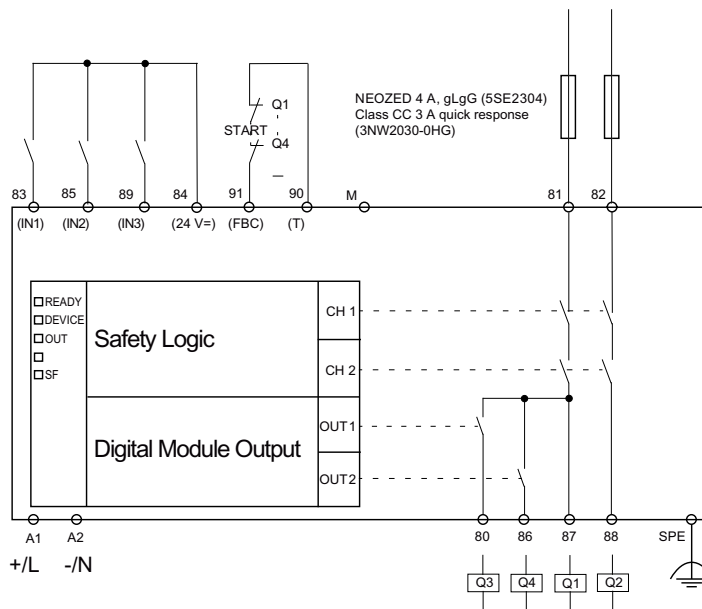 Q1
START
Q4
NEOZED 4 A, gLgG (5SE2304)
Class CC 3 A quick response
(3NW2030-0HG)
83 85 89 84 91 90 M 81 82
(IN1) (IN2) (IN3) (24 V=) (FBC) (T)
READY
DEVICE
OUT
SF
Safety Logic
CH 1
CH 2
Digital Module Output
OUT1
OUT2
A1 A2 80 86 87 88 SPE
+/L -/N
Q3 Q4 Q1 Q2